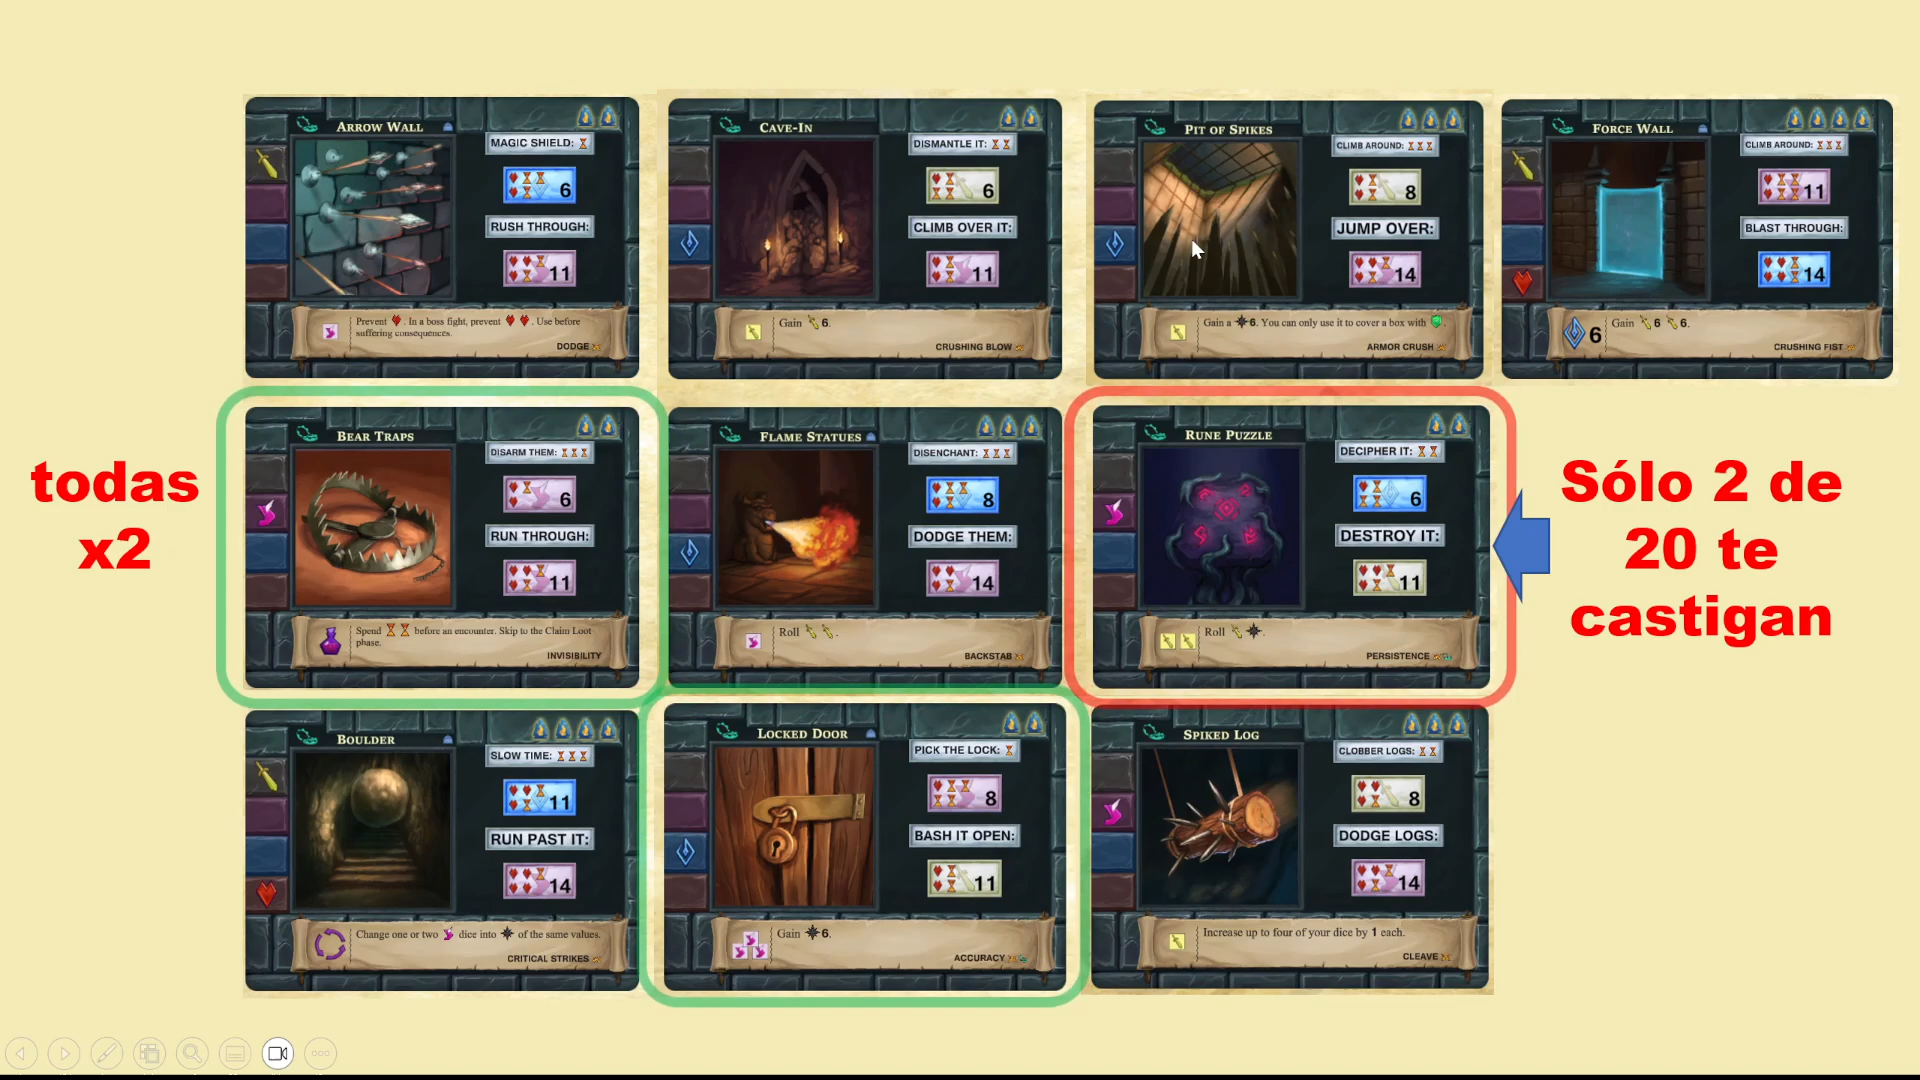 ARROW WALL
MAGIC SHIELD:
6
RUSH THROUGH:
11
Prevent . In a boss fight, prevent . Use before
suffering consequences.
DODGE
CAVE-IN
DISMANTLE IT:
6
CLIMB OVER IT:
11
Gain 6.
CRUSHING BLOW
PIT OF SPIKES
CLIMB AROUND:
8
JUMP OVER:
14
Gain a 6. You can only use it to cover a box with .
ARMOR CRUSH
FORCE WALL
CLIMB AROUND:
11
BLAST THROUGH:
14
6
Gain 6 6.
CRUSHING FIST
todas
x2
BEAR TRAPS
DISARM THEM:
6
RUN THROUGH:
11
Spend before an encounter. Skip to the Claim Loot
phase.
INVISIBILITY
FLAME STATUES
DISENCHANT:
8
DODGE THEM:
14
Roll .
BACKSTAB
RUNE PUZZLE
DECIPHER IT:
6
DESTROY IT:
11
Roll .
PERSISTENCE
Sólo 2 de
20 te
castigan
BOULDER
SLOW TIME:
11
RUN PAST IT:
14
Change one or two dice into of the same values.
CRITICAL STRIKES
LOCKED DOOR
PICK THE LOCK:
8
BASH IT OPEN:
11
Gain 6.
ACCURACY
SPIKED LOG
CLOBBER LOGS:
8
DODGE LOGS:
14
Increase up to four of your dice by 1 each.
CLEAVE